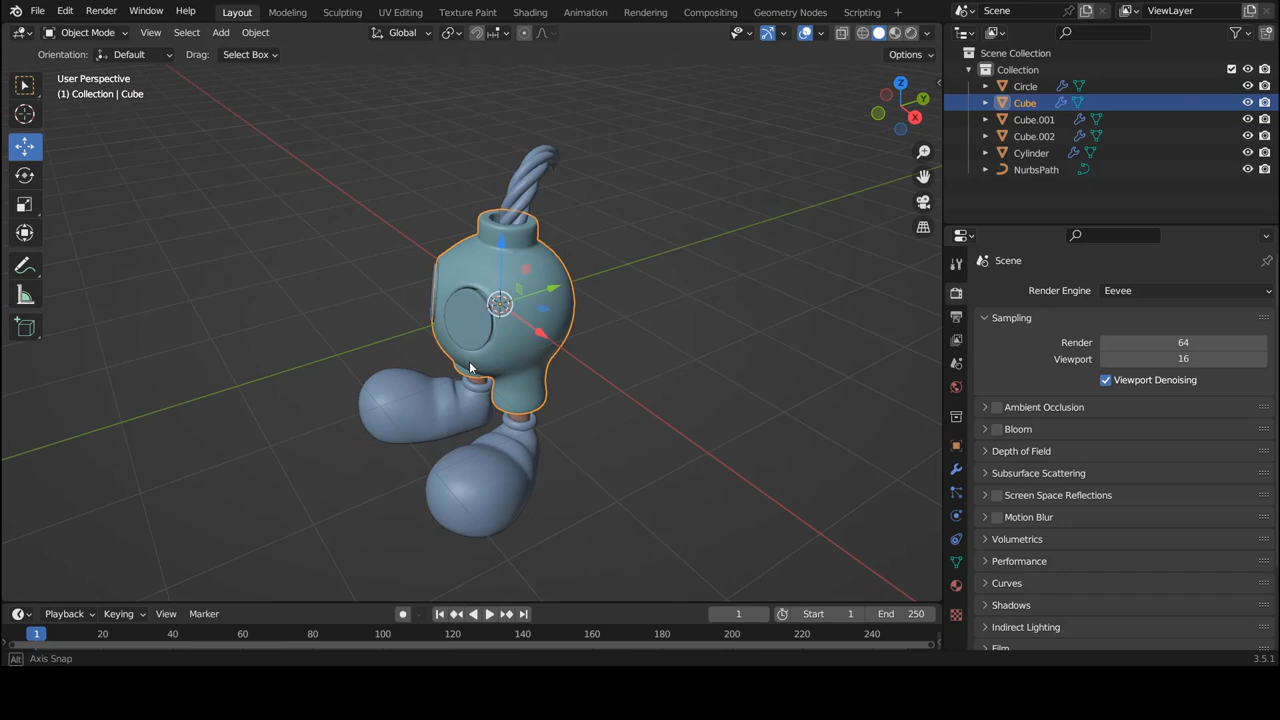 File Edit Render Window Help Layout Modeling Sculpting UV Editing Texture Paint Shading Animation Rendering Compositing Geometry Nodes Scripting Scene ViewLayer
Object Mode View Select Add Object Global
Orientation: Default Drag: Select Box Options
User Perspective
(1) Collection | Cube
Z
Y
X
Scene Collection
Collection
Circle
Cube
Cube.001
Cube.002
Cylinder
NurbsPath
Scene
Render Engine Eevee
Sampling
Render 64
Viewport 16
Viewport Denoising
Ambient Occlusion
Bloom
Depth of Field
Subsurface Scattering
Screen Space Reflections
Motion Blur
Volumetrics
Performance
Curves
Shadows
Indirect Lighting
Film
Playback Keying View Marker 1 Start 1 End 250
1 20 40 60 80 100 120 140 160 180 200 220 240
Alt Axis Snap 3.5.1